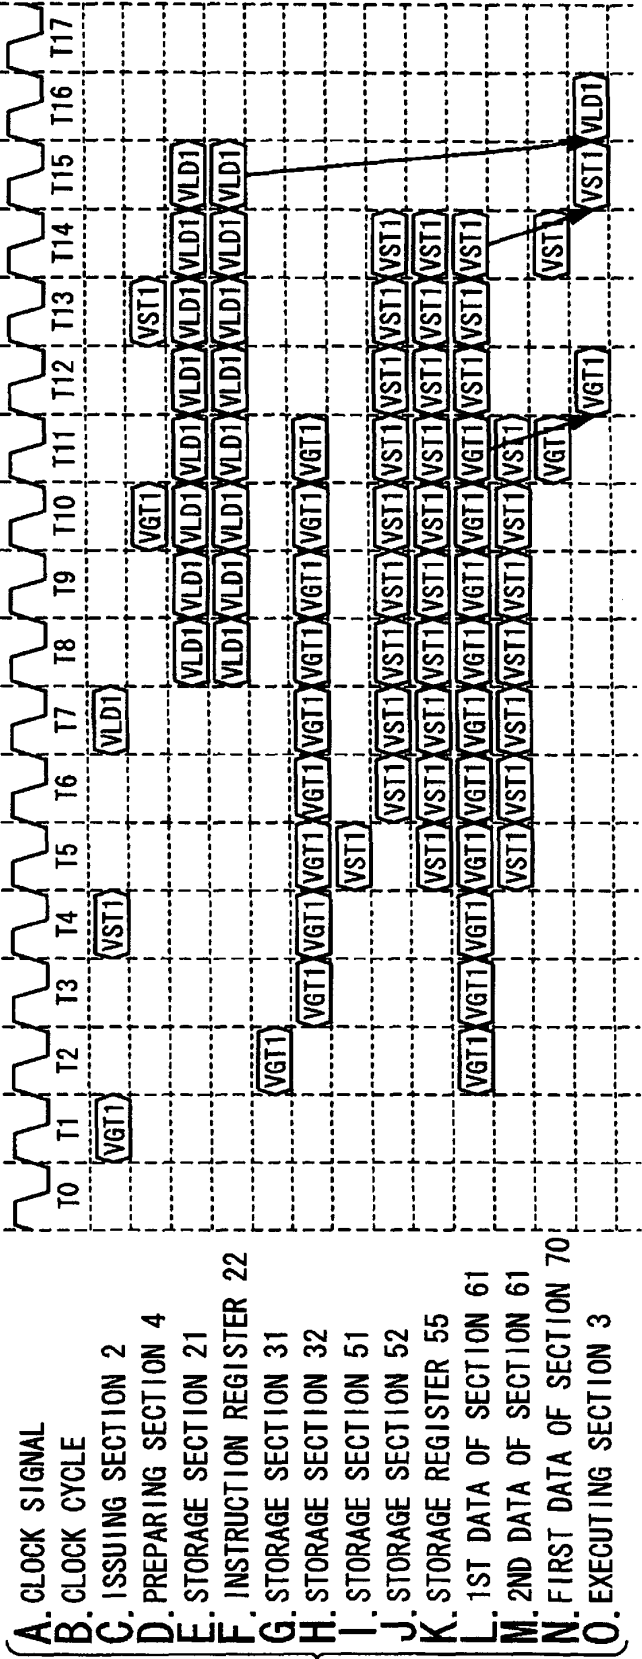 A. CLOCK SIGNAL
B. CLOCK CYCLE T0 T1 T2 T3 T4 T5 T6 T7 T8 T9 T10 T11 T12 T13 T14 T15 T16 T17
C. ISSUING SECTION 2 VGT1 VST1 VLD1
D. PREPARING SECTION 4 VGT1 VST1
E. STORAGE SECTION 21 VLD1 VLD1 VLD1 VLD1 VLD1 VLD1 VLD1 VLD1
F. INSTRUCTION REGISTER 22 VLD1 VLD1 VLD1 VLD1 VLD1 VLD1 VLD1 VLD1
G. STORAGE SECTION 31 VGT1
H. STORAGE SECTION 32 VGT1 VGT1 VGT1 VGT1 VGT1 VGT1 VGT1 VGT1 VGT1
I. STORAGE SECTION 51 VST1
J. STORAGE SECTION 52 VST1 VST1 VST1 VST1 VST1 VST1 VST1 VST1 VST1
K. STORAGE REGISTER 55 VST1 VST1 VST1 VST1 VST1 VST1 VST1 VST1 VST1 VST1
L. 1ST DATA OF SECTION 61 VGT1 VGT1 VGT1 VGT1 VGT1 VGT1 VGT1 VGT1 VGT1 VGT1 VST1 VST1 VST1
M. 2ND DATA OF SECTION 61 VST1 VST1 VST1 VST1 VST1 VST1 VST1
N. FIRST DATA OF SECTION 70 VGT1 VST1
O. EXECUTING SECTION 3 VGT1 VST1 VLD1